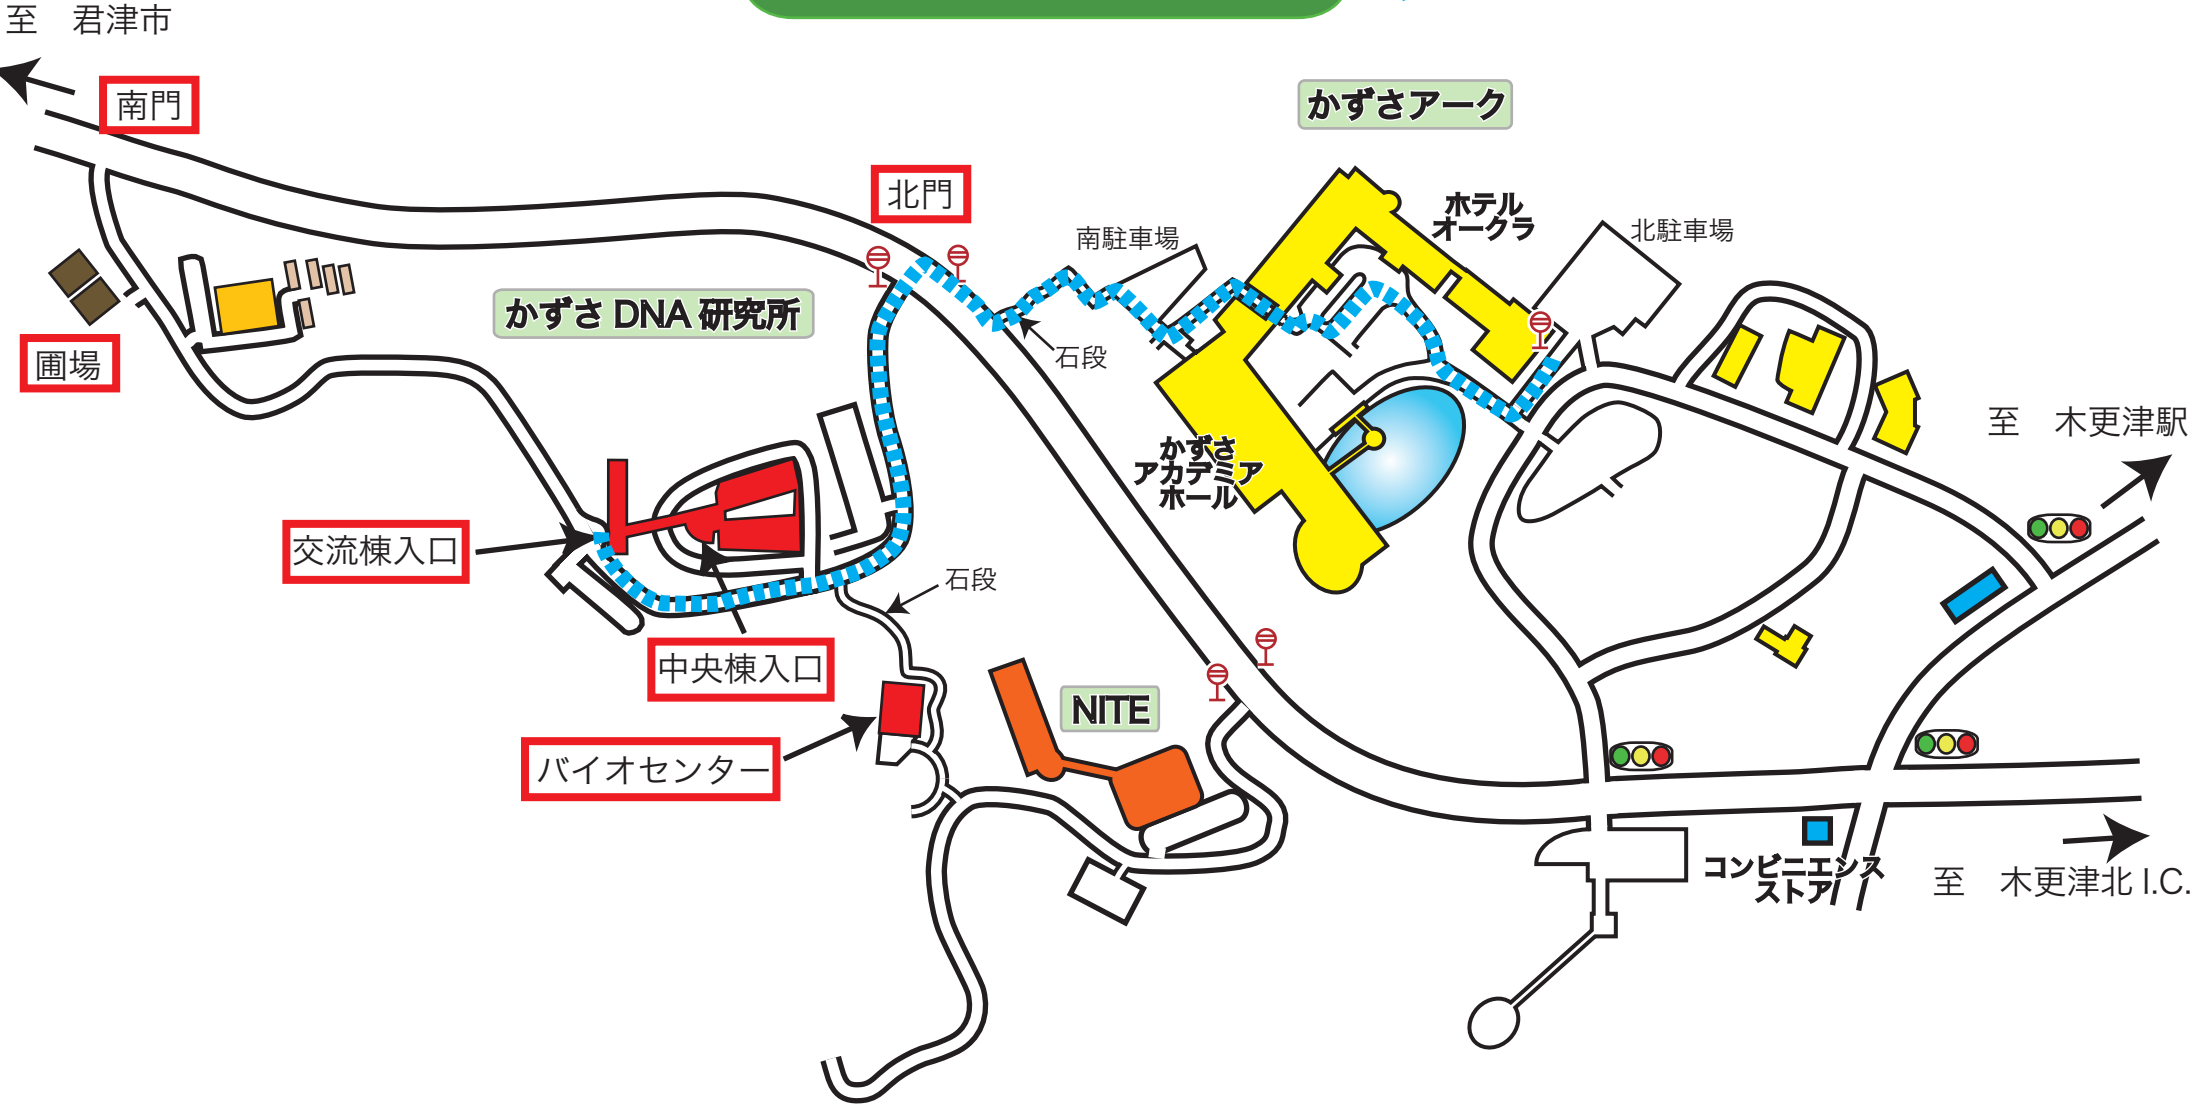 至　君津市
南門
かずさアーク
北門
ホテル
オークラ
南駐車場
北駐車場
かずさ DNA 研究所
石段
圃場
至　木更津駅
かずさ
アカデミア
ホール
交流棟入口
石段
中央棟入口
NITE
バイオセンター
コンビニエンス
ストア
至　木更津北 I.C.